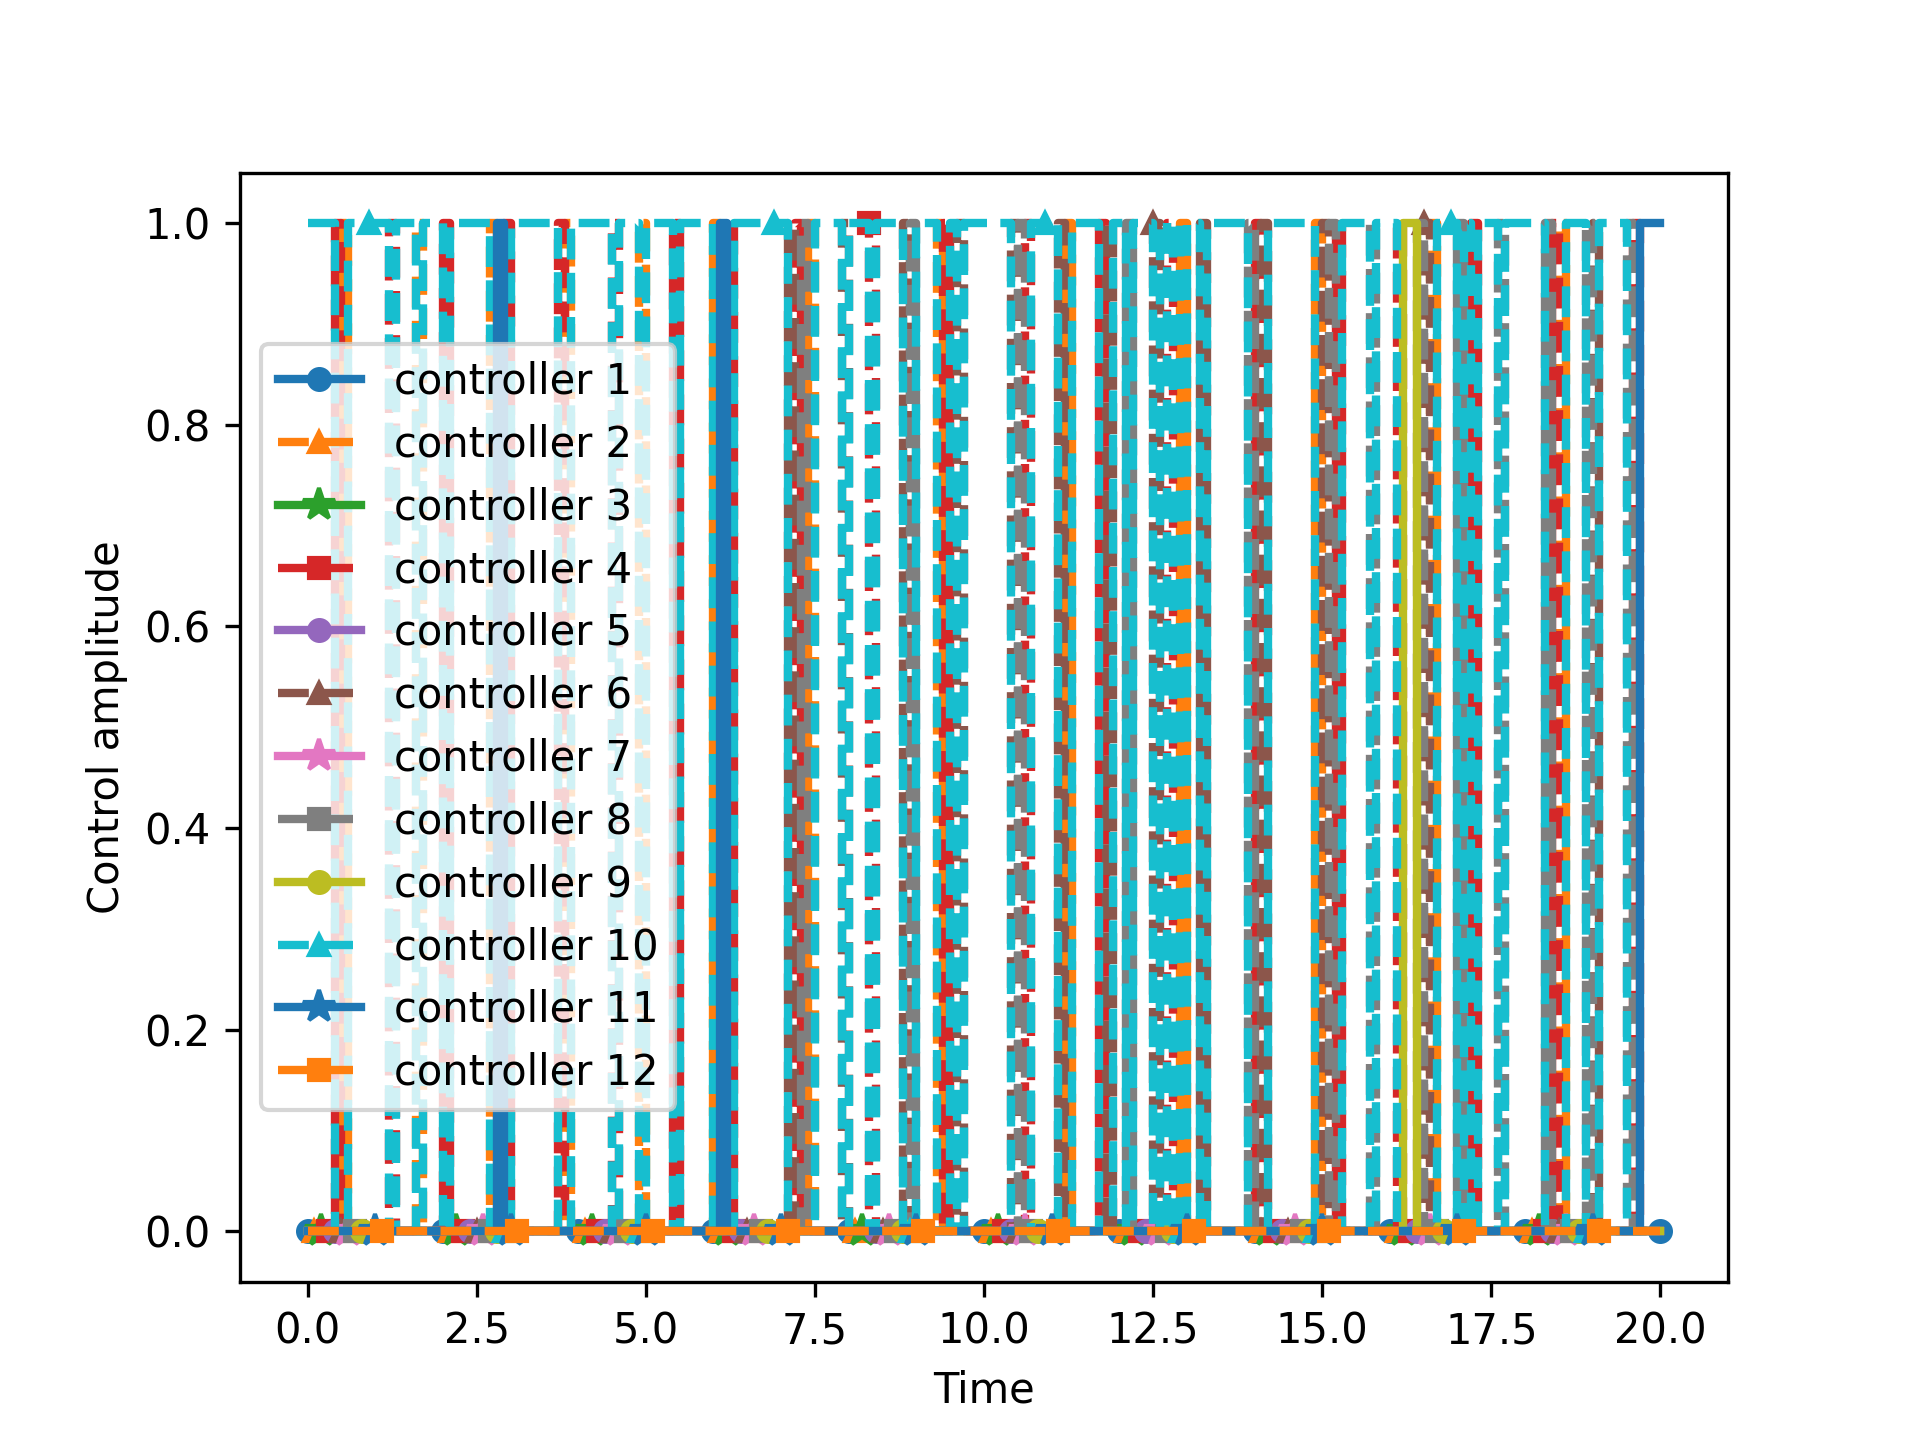 1.0
0.8
0.6
0.4
0.2
0.0
Control amplitude
controller 1
controller 2
controller 3
controller 4
controller 5
controller 6
controller 7
controller 8
controller 9
controller 10
controller 11
controller 12
0.0 2.5 5.0 7.5 10.0 12.5 15.0 17.5 20.0
Time